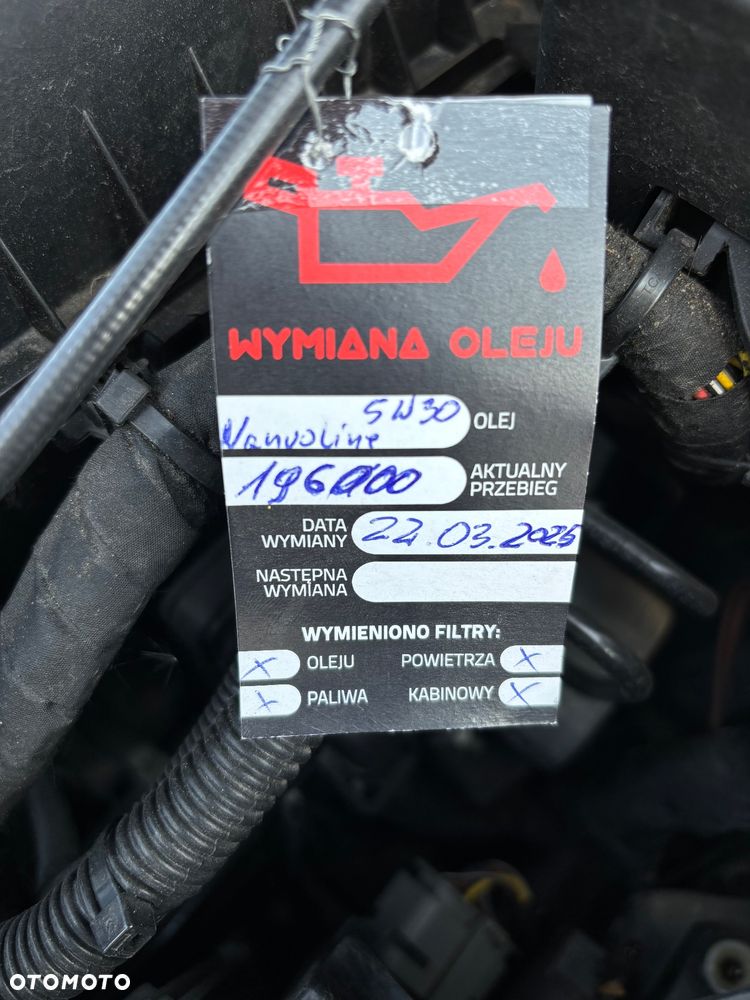 WYMIANA OLEJU
5W30
Vanvoline
OLEJ
196000
AKTUALNY
PRZEBIEG
DATA
WYMIANY
22.03.2025
NASTĘPNA
WYMIANA
WYMIENIONO FILTRY:
x OLEJU POWIETRZA x
x PALIWA KABINOWY x
OTOMOTO